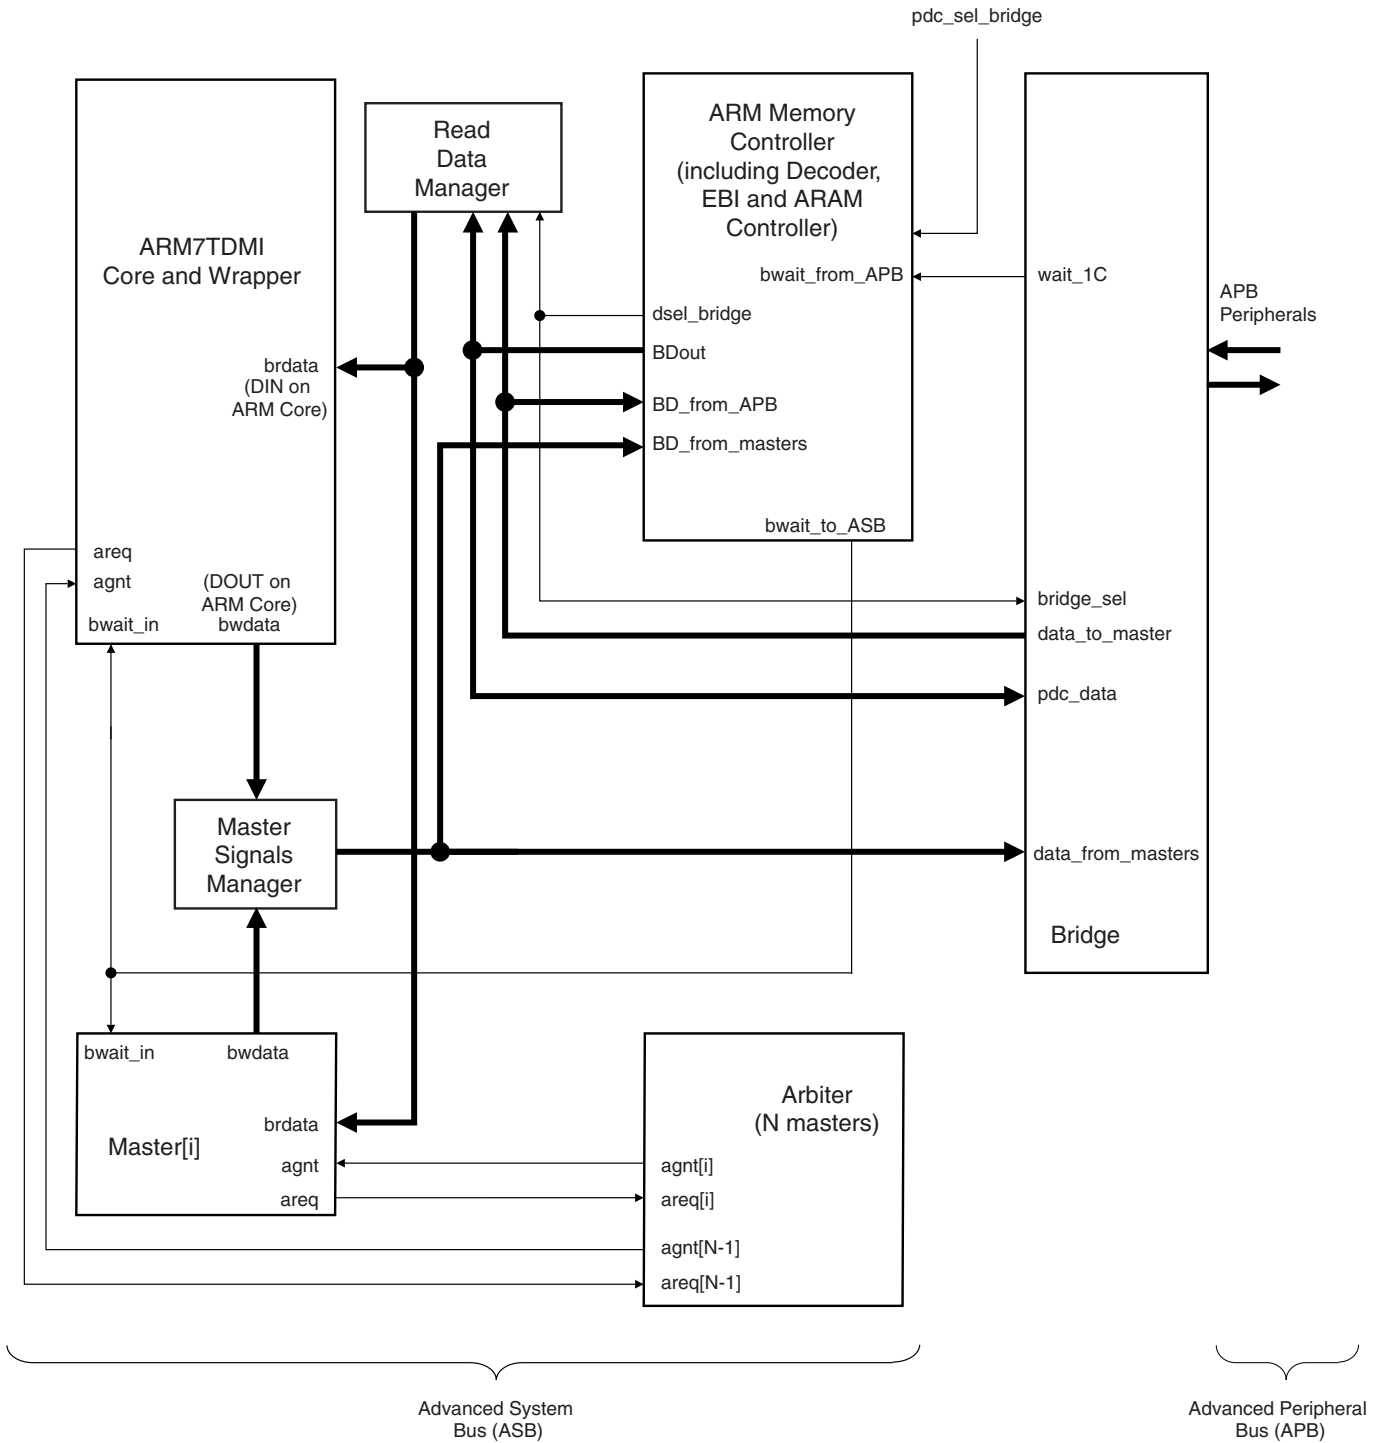 pdc_sel_bridge
ARM7TDMI
Core and Wrapper
brdata
(DIN on
ARM Core)
areq
agnt
bwait_in
(DOUT on
ARM Core)
bwdata
Read
Data
Manager
ARM Memory
Controller
(including Decoder,
EBI and ARAM
Controller)
bwait_from_APB
dsel_bridge
BDout
BD_from_APB
BD_from_masters
bwait_to_ASB
wait_1C
bridge_sel
data_to_master
pdc_data
data_from_masters
Bridge
APB
Peripherals
Master
Signals
Manager
bwait_in
bwdata
brdata
Master[i]
agnt
areq
Arbiter
(N masters)
agnt[i]
areq[i]
agnt[N-1]
areq[N-1]
Advanced System
Bus (ASB)
Advanced Peripheral
Bus (APB)